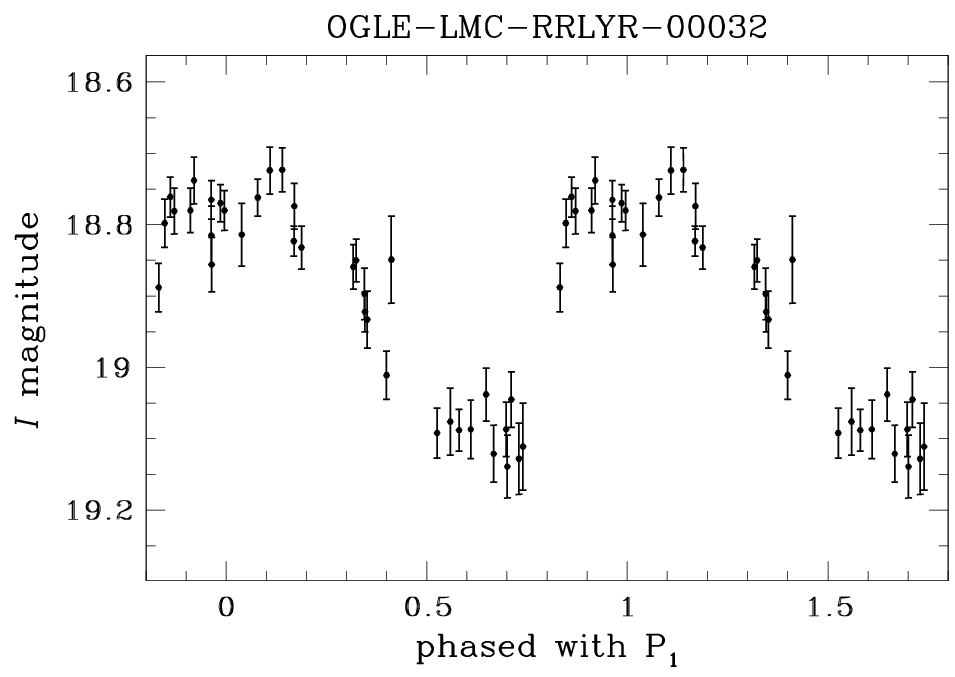 OGLE-LMC-RRLYR-00032
18.6
18.8
19
19.2
I magnitude
0 0.5 1 1.5
phased with P₁